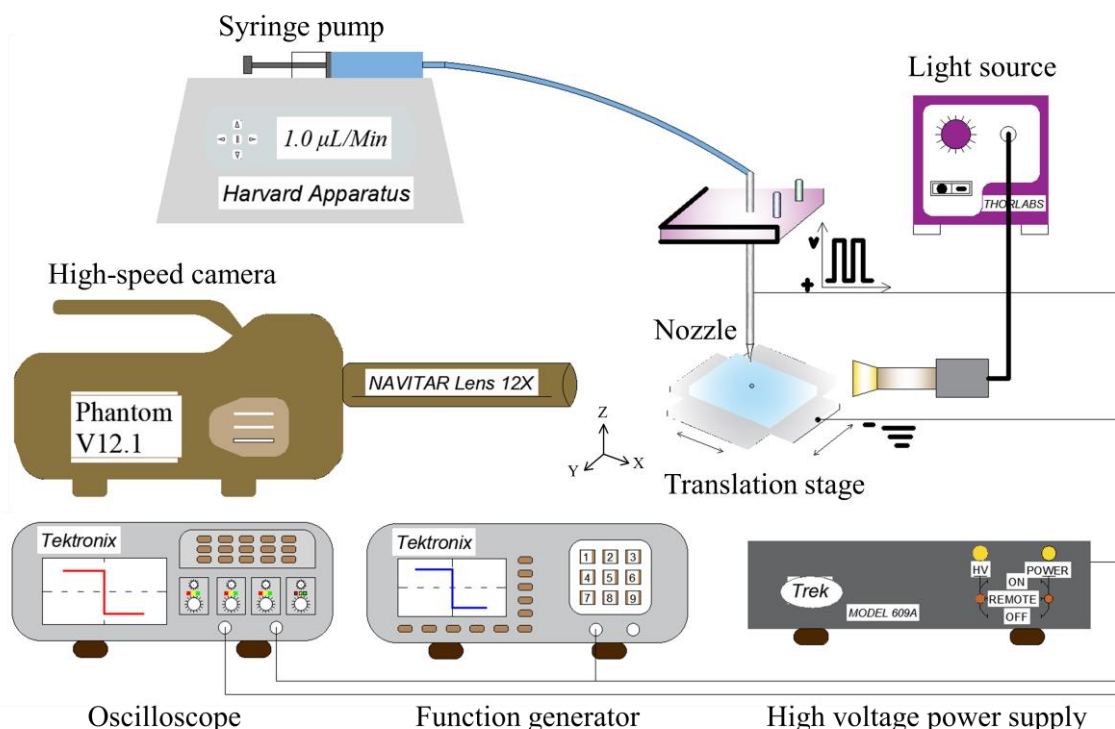 Syringe pump
Light source
1.0 μL/Min
Harvard Apparatus
THORLABS
High-speed camera
v
+
Nozzle
NAVITAR Lens 12X
Phantom
V12.1
-
Z
Y
X
Translation stage
Tektronix
Tektronix
1 2 3
4 5 6
7 8 9
HV
POWER
ON
Trek
REMOTE
MODEL 609A
OFF
Oscilloscope
Function generator
High voltage power supply